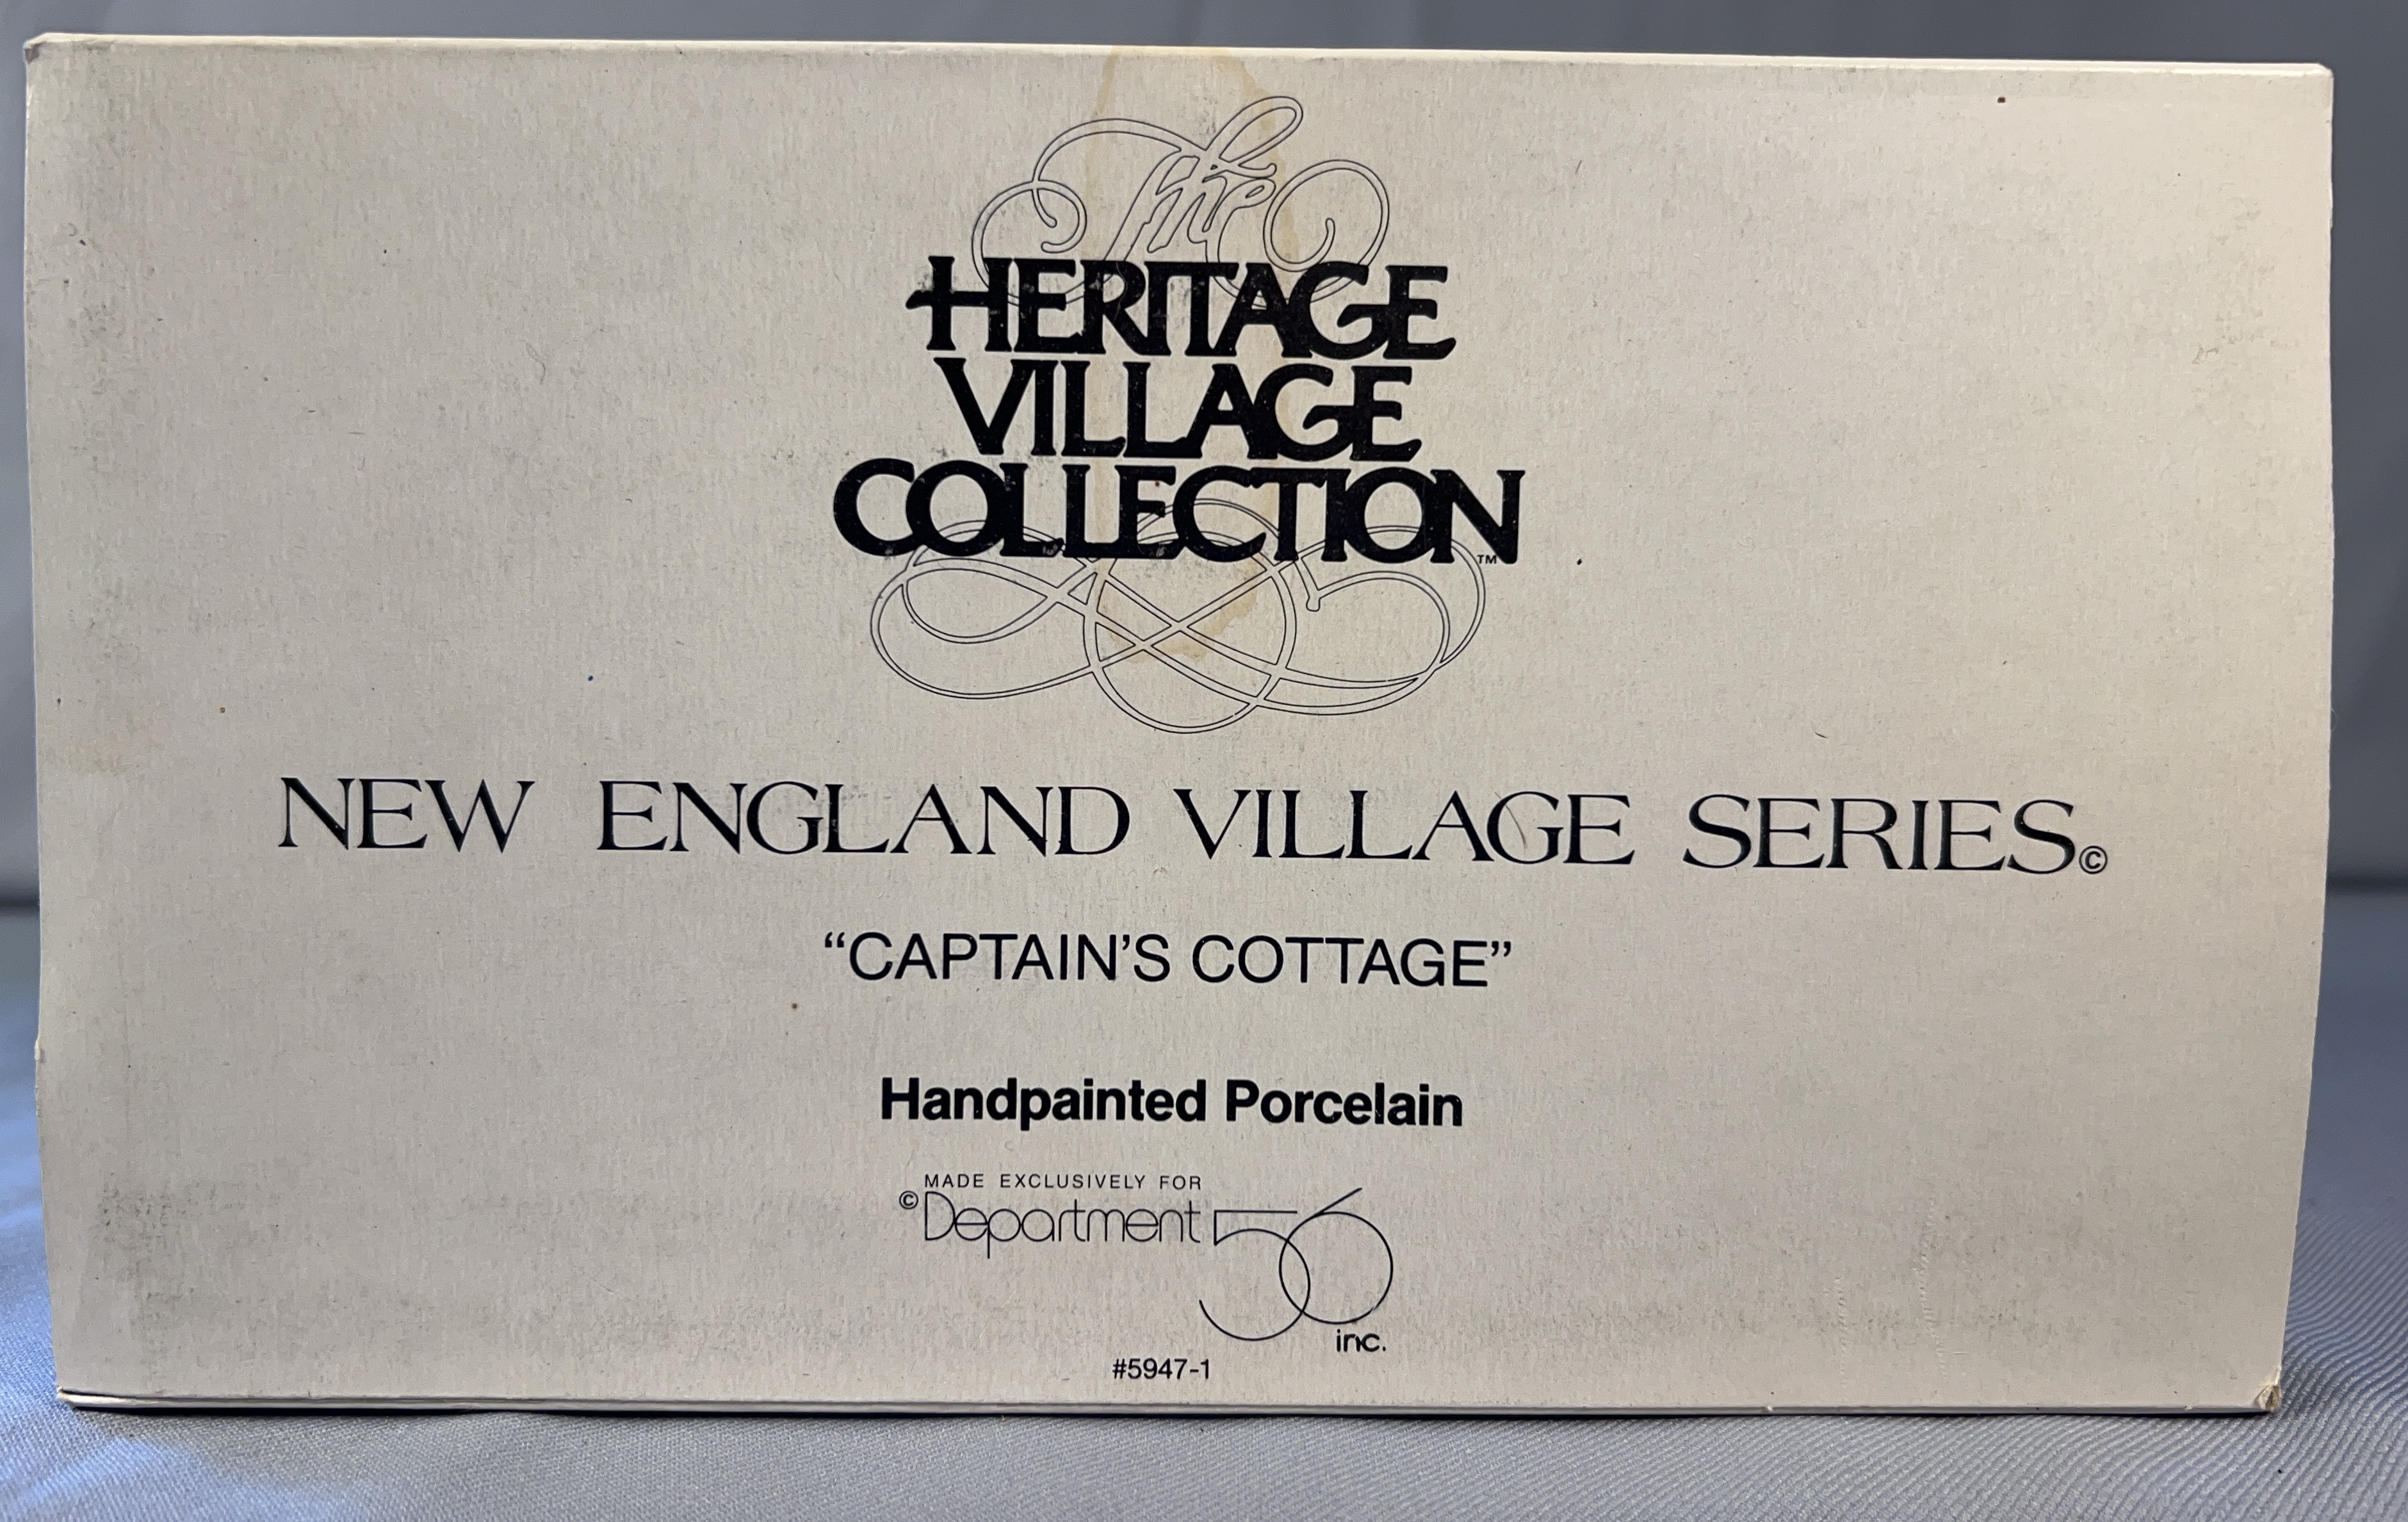 The
HERITAGE
VILLAGE
COLLECTION™
NEW ENGLAND VILLAGE SERIES©
“CAPTAIN’S COTTAGE”
Handpainted Porcelain
MADE EXCLUSIVELY FOR
©Department 56
inc.
#5947-1